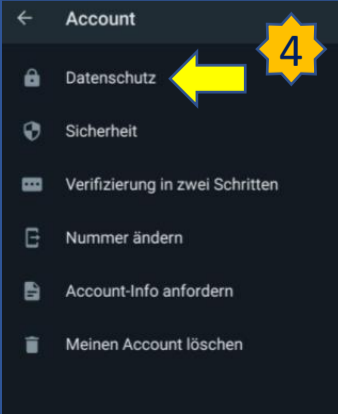 Account
4
Datenschutz
Sicherheit
Verifizierung in zwei Schritten
Nummer ändern
Account-Info anfordern
Meinen Account löschen